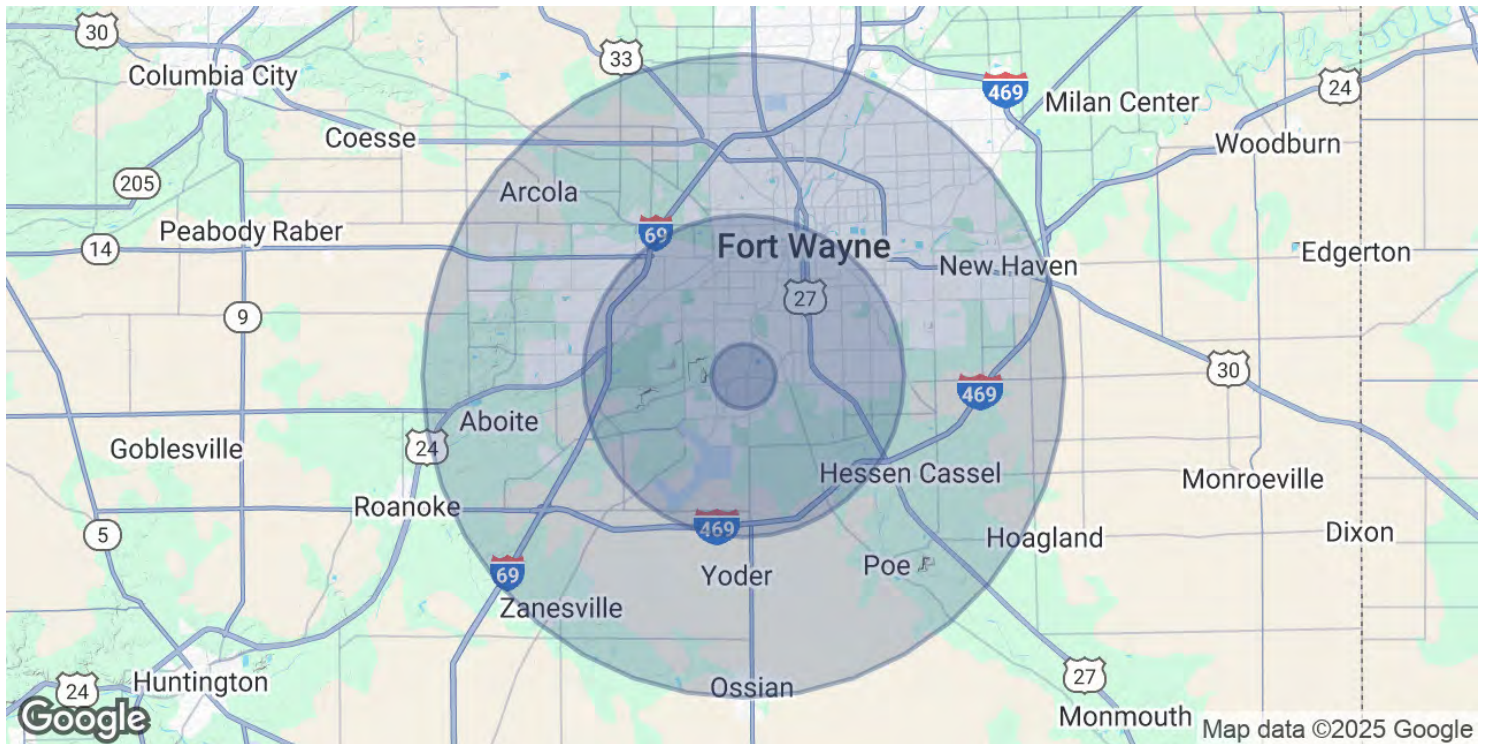 30
33
Columbia City
469
24
Milan Center
Coesse
Woodburn
205
Arcola
Peabody Raber
69
14
Fort Wayne
Edgerton
New Haven
27
9
30
469
Aboite
24
Goblesville
Hessen Cassel
Monroeville
Roanoke
5
469
Hoagland
Dixon
Poe
69
Yoder
Zanesville
Huntington
24
Ossian
27
Google
Monmouth
Map data ©2025 Google